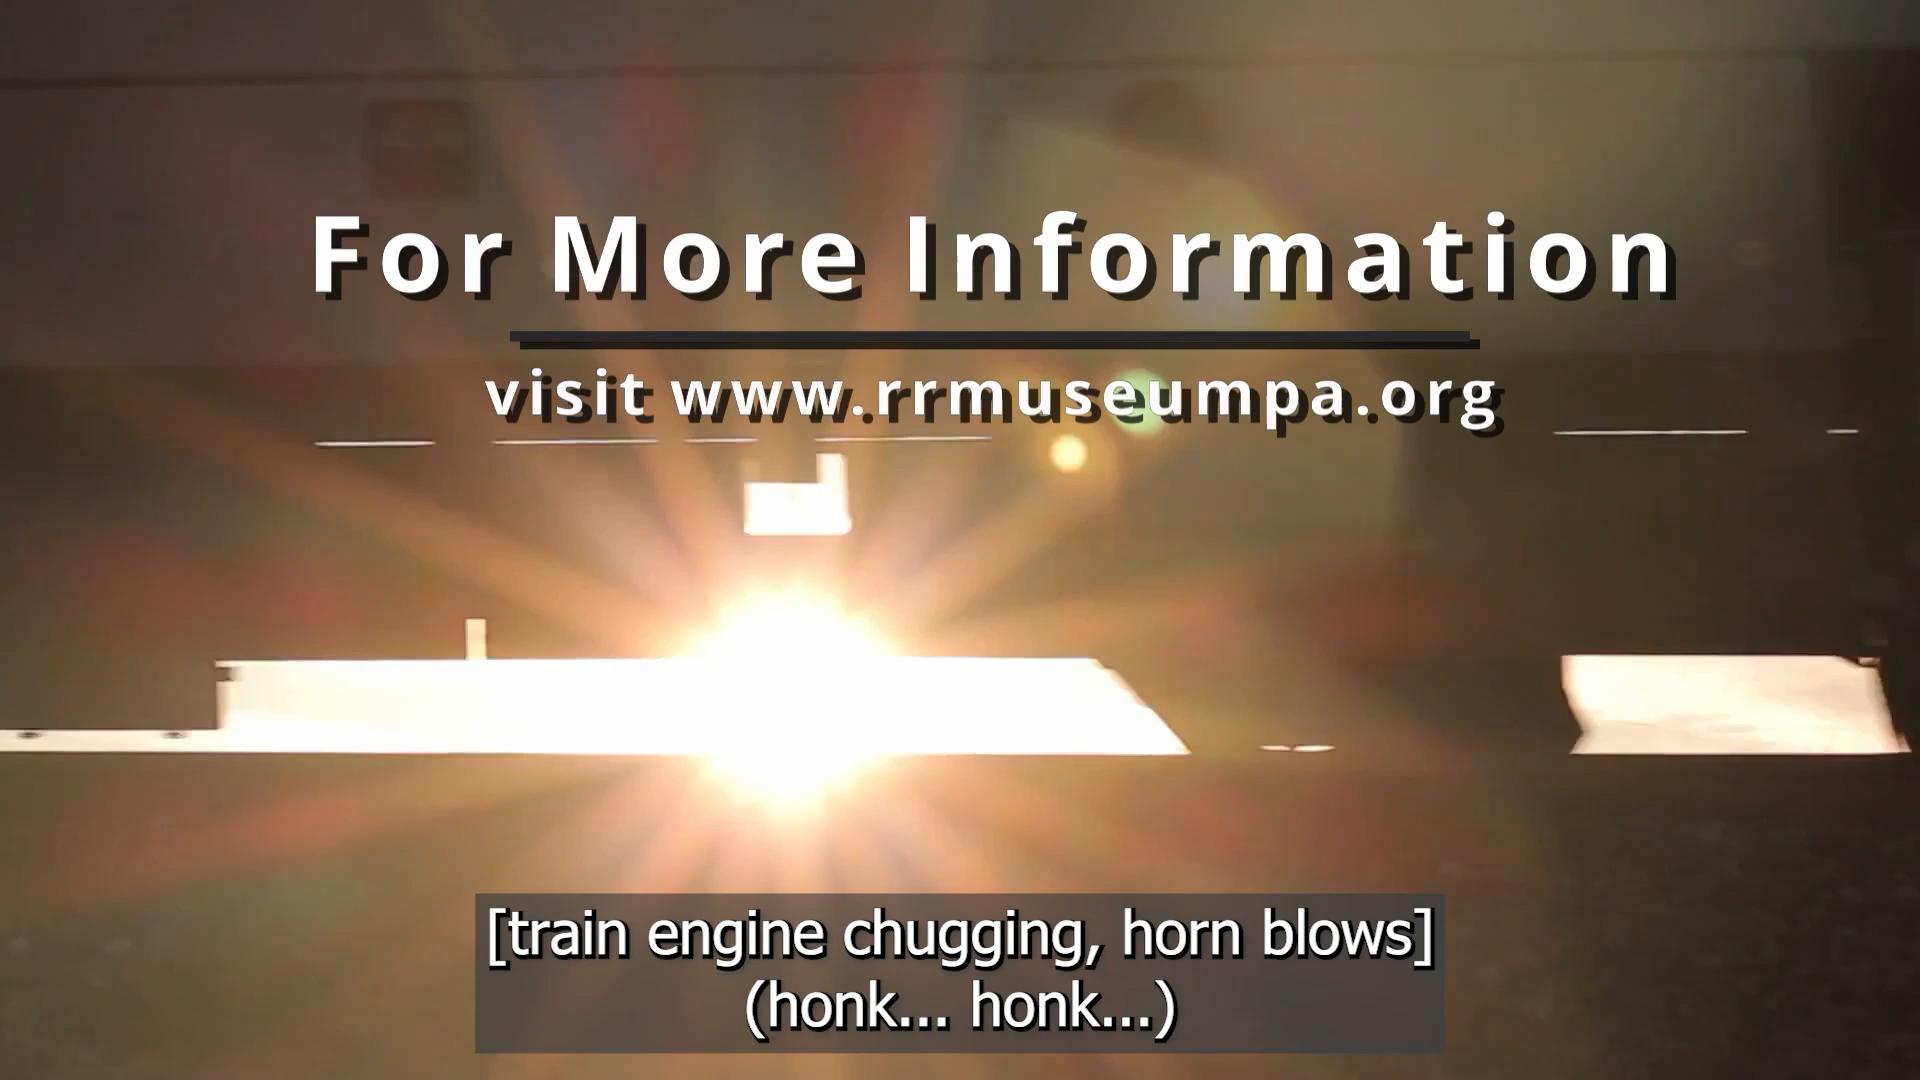 For More Information
visit www.rrmuseumpa.org
[train engine chugging, horn blows]
(honk... honk...)